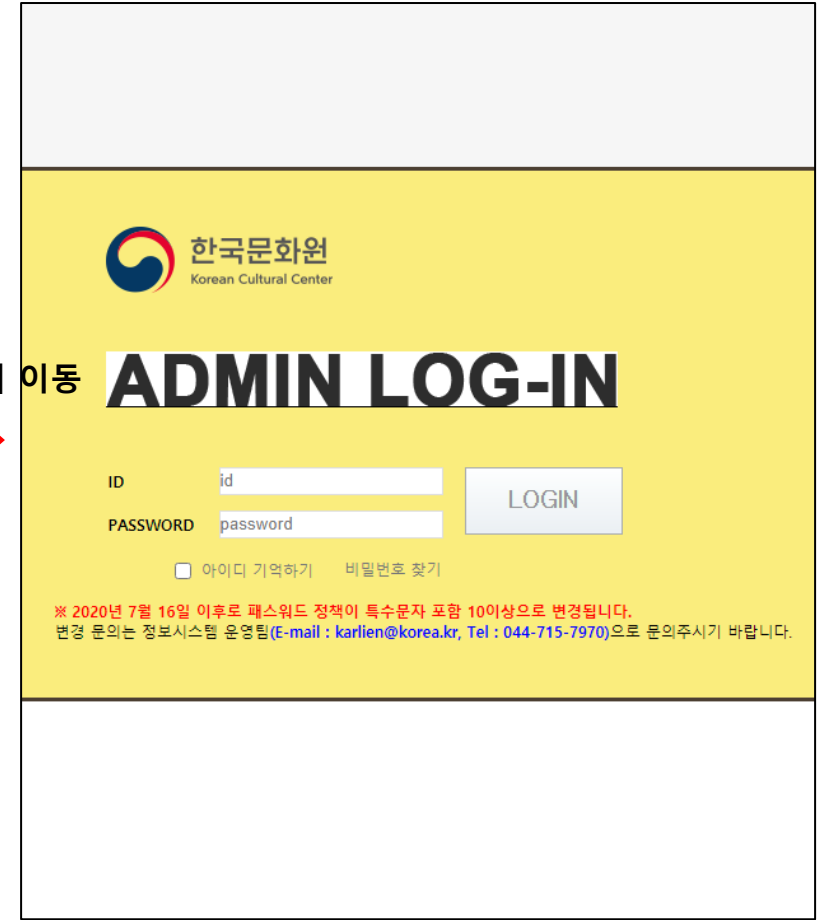 한국문화원
Korean Cultural Center
이동
ADMIN LOG-IN
ID
id
LOGIN
PASSWORD
password
아이디 기억하기
비밀번호 찾기
※ 2020년 7월 16일 이후로 패스워드 정책이 특수문자 포함 10이상으로 변경됩니다.
변경 문의는 정보시스템 운영팀(E-mail : karlien@korea.kr, Tel : 044-715-7970)으로 문의주시기 바랍니다.